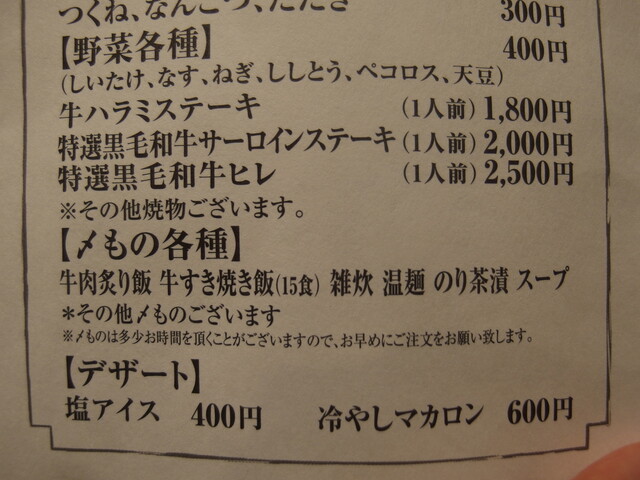 つくね、なんこつ、たたき 300円
【野菜各種】 400円
(しいたけ、なす、ねぎ、ししとう、ペコロス、天豆)
牛ハラミステーキ (1人前) 1,800円
特選黒毛和牛サーロインステーキ (1人前) 2,000円
特選黒毛和牛ヒレ (1人前) 2,500円
※その他焼物ございます。
【〆もの各種】
牛肉炙り飯 牛すき焼き飯(15食) 雑炊 温麺 のり茶漬 スープ
*その他〆ものございます
※〆ものは多少お時間を頂くことがございますので、お早めにご注文をお願い致します。
【デザート】
塩アイス 400円 冷やしマカロン 600円